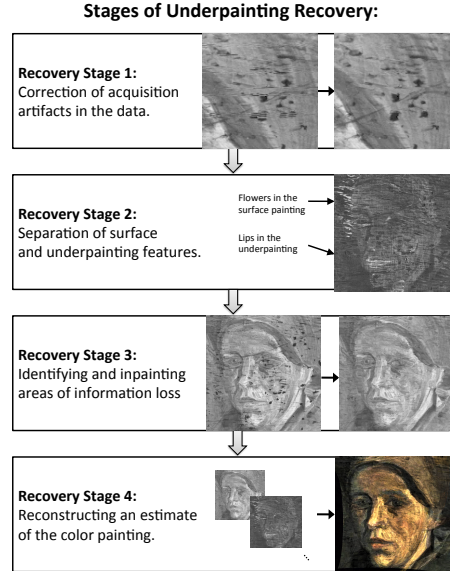 Stages of Underpainting Recovery:
Recovery Stage 1:
Correction of acquisition
artifacts in the data.
Recovery Stage 2:
Separation of surface
and underpainting features.
Flowers in the
surface painting
Lips in the
underpainting
Recovery Stage 3:
Identifying and inpainting
areas of information loss
Recovery Stage 4:
Reconstructing an estimate
of the color painting.